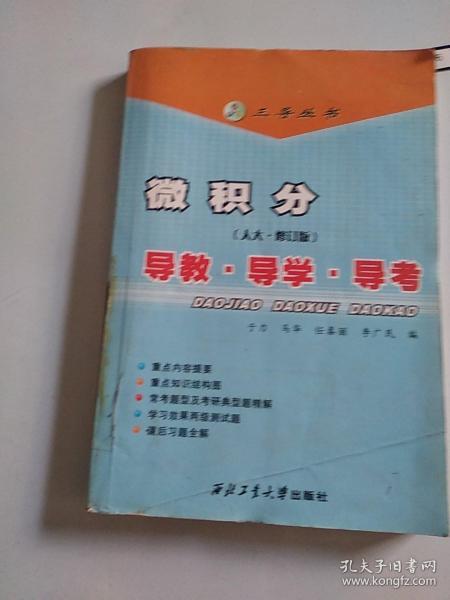 三导丛书
微积分
(人大·修订版)
导教·导学·导考
DAOJIAO DAOXUE DAOKAO
于力 马华 任春丽 李广民 编
重点内容提要
重点知识结构图
常考题型及考研典型题精解
学习效果两级测试题
课后习题全解
西北工业大学出版社
孔夫子旧书网
www.kongfz.com